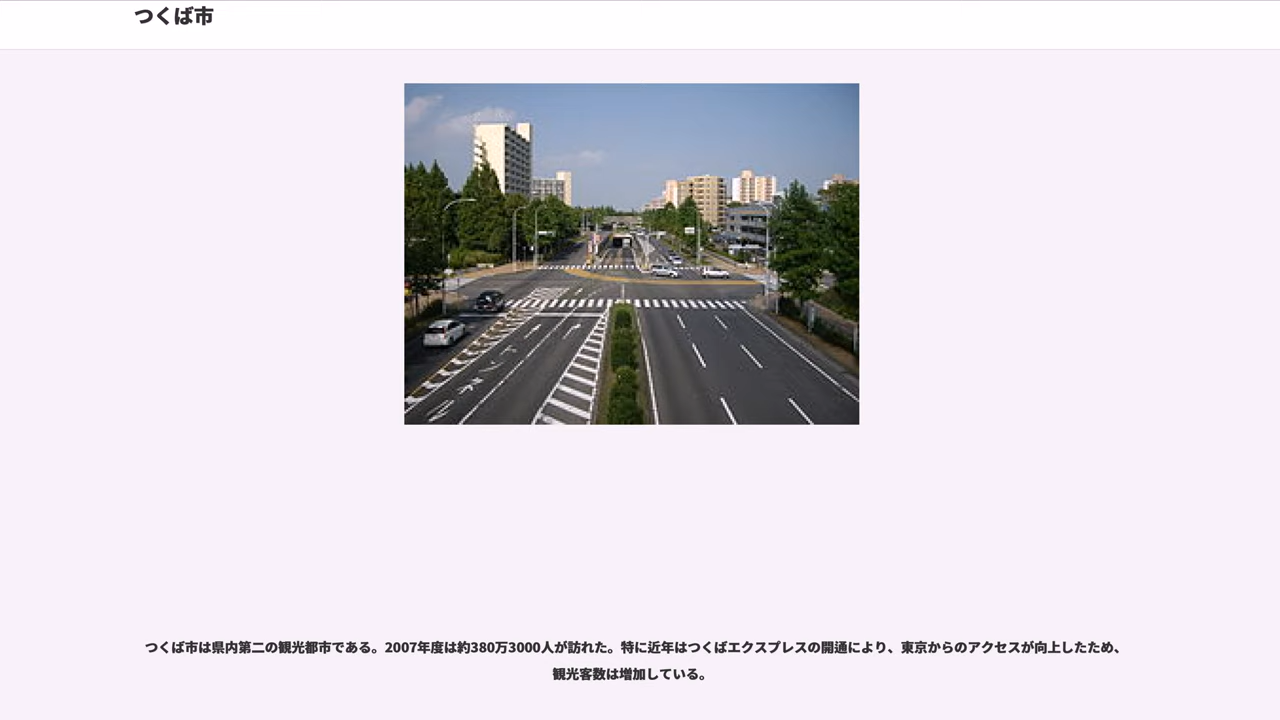 つくば市
つくば市は県内第二の観光都市である。2007年度は約380万3000人が訪れた。特に近年はつくばエクスプレスの開通により、東京からのアクセスが向上したため、
観光客数は増加している。